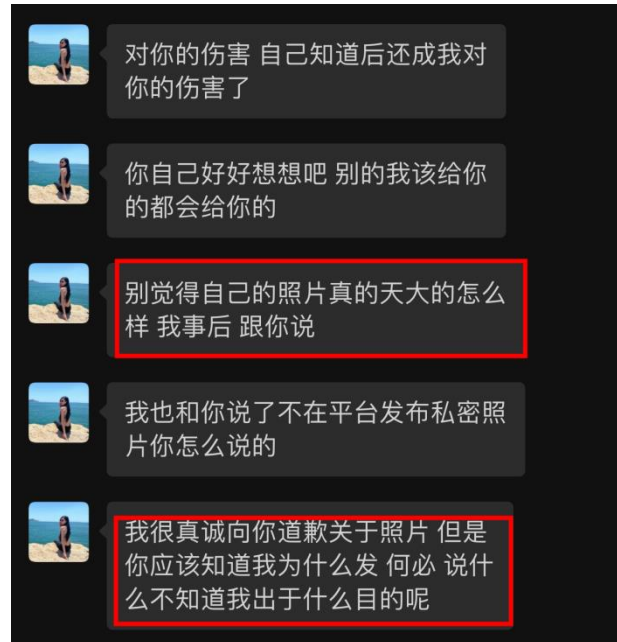 对你的伤害 自己知道后还成我对
你的伤害了
你自己好好想想吧 别的我该给你
的都会给你的
别觉得自己的照片真的天大的怎么
样 我事后 跟你说
我也和你说了不在平台发布私密照
片你怎么说的
我很真诚向你道歉关于照片 但是
你应该知道我为什么发 何必 说什
么不知道我出于什么目的呢